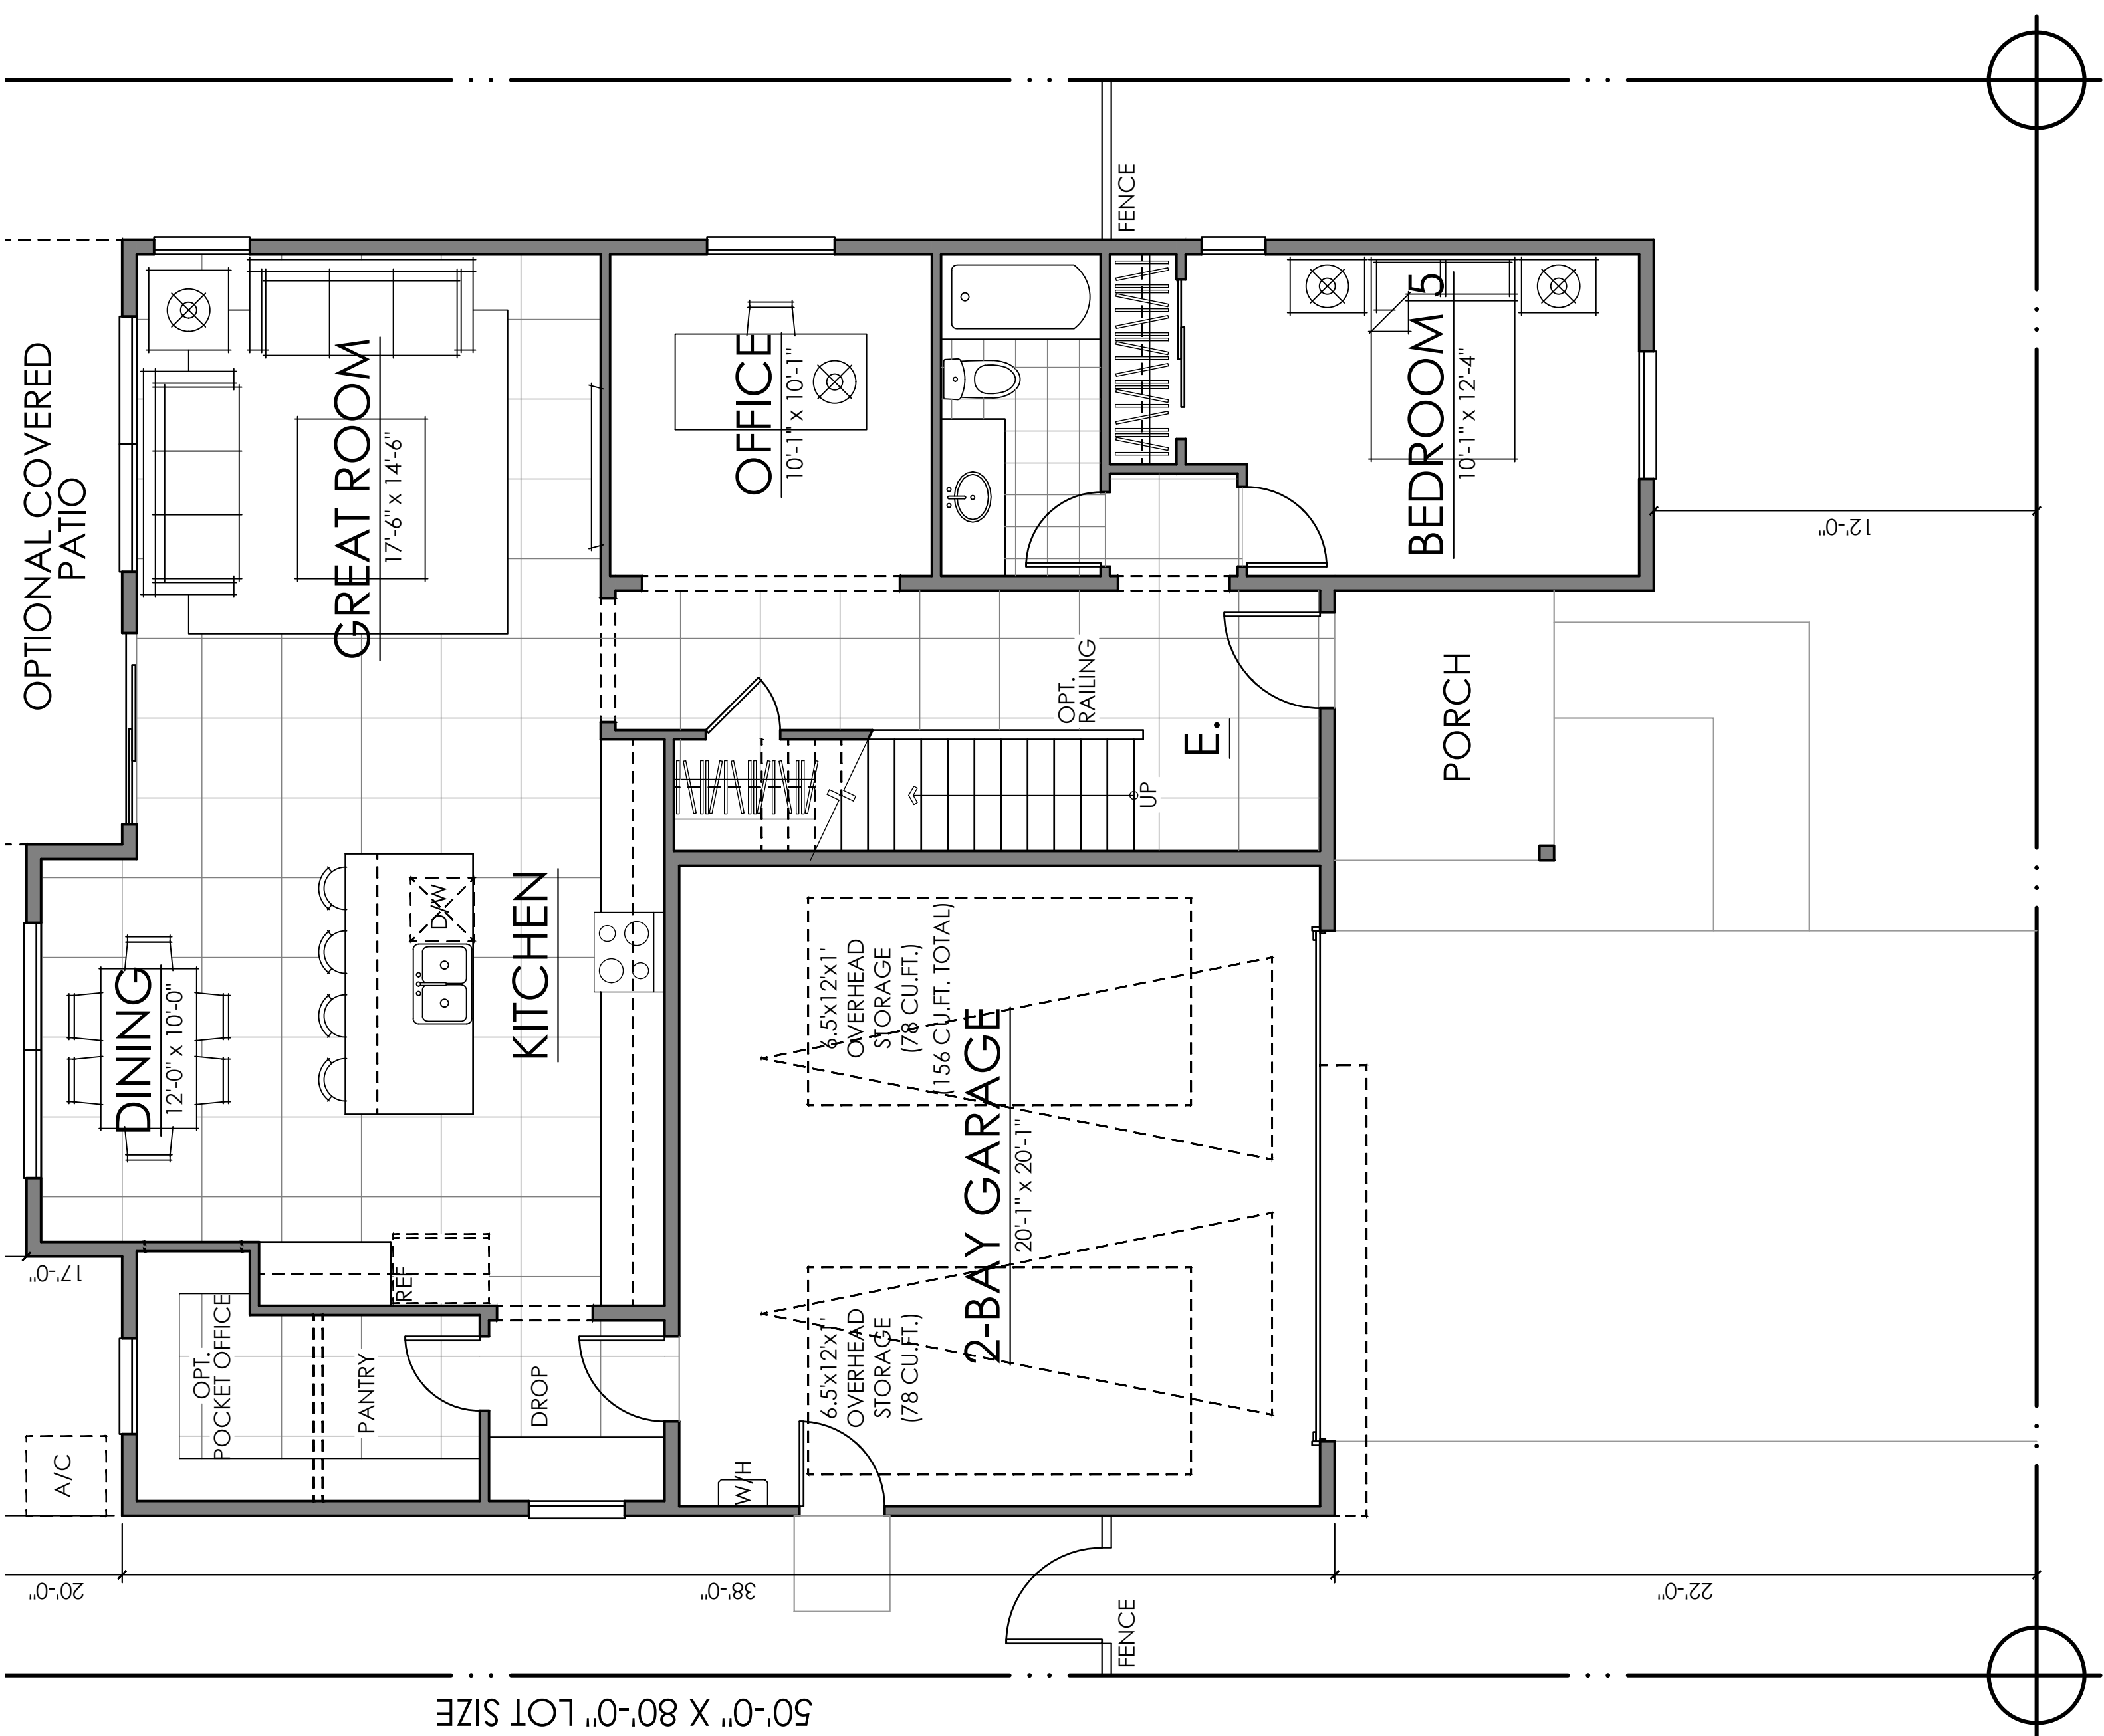 OPTIONAL COVERED
PATIO
GREAT ROOM
17'-6" x 14'-6"
OFFICE
10'-1" x 10'-1"
FENCE
BEDROOM 5
10'-1" x 12'-4"
12'-0"
OPT.
RAILING
E.
UP
PORCH
DINING
12'-0" x 10'-0"
D/W
KITCHEN
6.5'x12'x1'
OVERHEAD
STORAGE
(78 CU.FT.)
(156 CU.FT. TOTAL)
2-BAY GARAGE
20'-1" x 20'-1"
17'-0"
REF
OPT.
POCKET OFFICE
PANTRY
DROP
6.5'x12'x1'
OVERHEAD
STORAGE
(78 CU.FT.)
A/C
W/H
20'-0"
38'-0"
22'-0"
FENCE
50'-0" X 80'-0" LOT SIZE